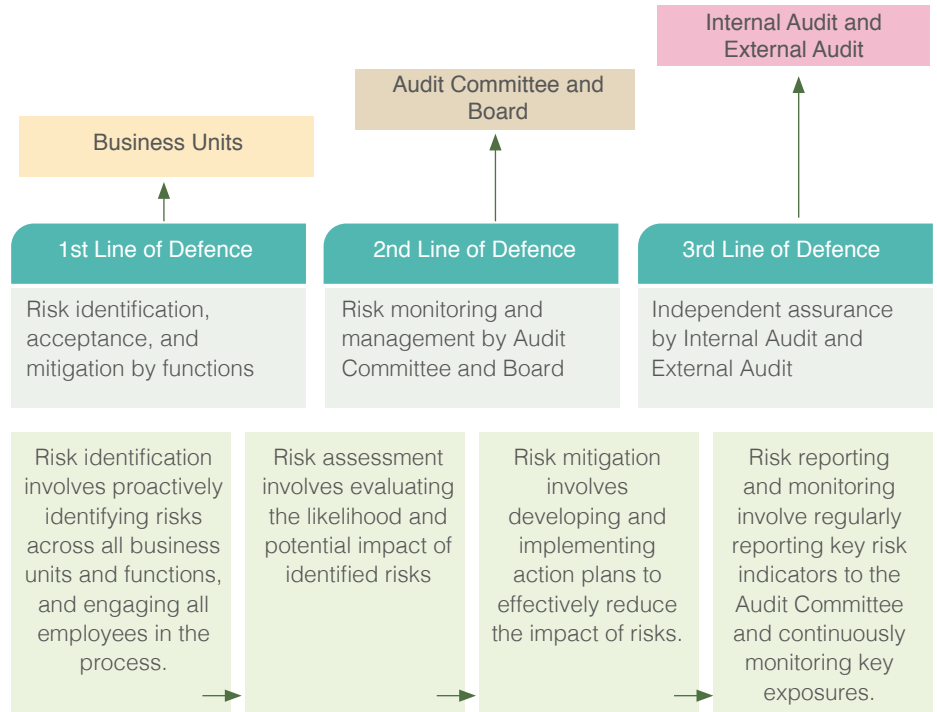 Internal Audit and
External Audit
Audit Committee and
Board
Business Units
1st Line of Defence
Risk identification,
acceptance, and
mitigation by functions
2nd Line of Defence
Risk monitoring and
management by Audit
Committee and Board
3rd Line of Defence
Independent assurance
by Internal Audit and
External Audit
Risk identification
involves proactively
identifying risks
across all business
units and functions,
and engaging all
employees in the
process.
Risk assessment
involves evaluating
the likelihood and
potential impact of
identified risks
Risk mitigation
involves
developing and
implementing
action plans to
effectively reduce
the impact of risks.
Risk reporting
and monitoring
involve regularly
reporting key risk
indicators to the
Audit Committee
and continuously
monitoring key
exposures.